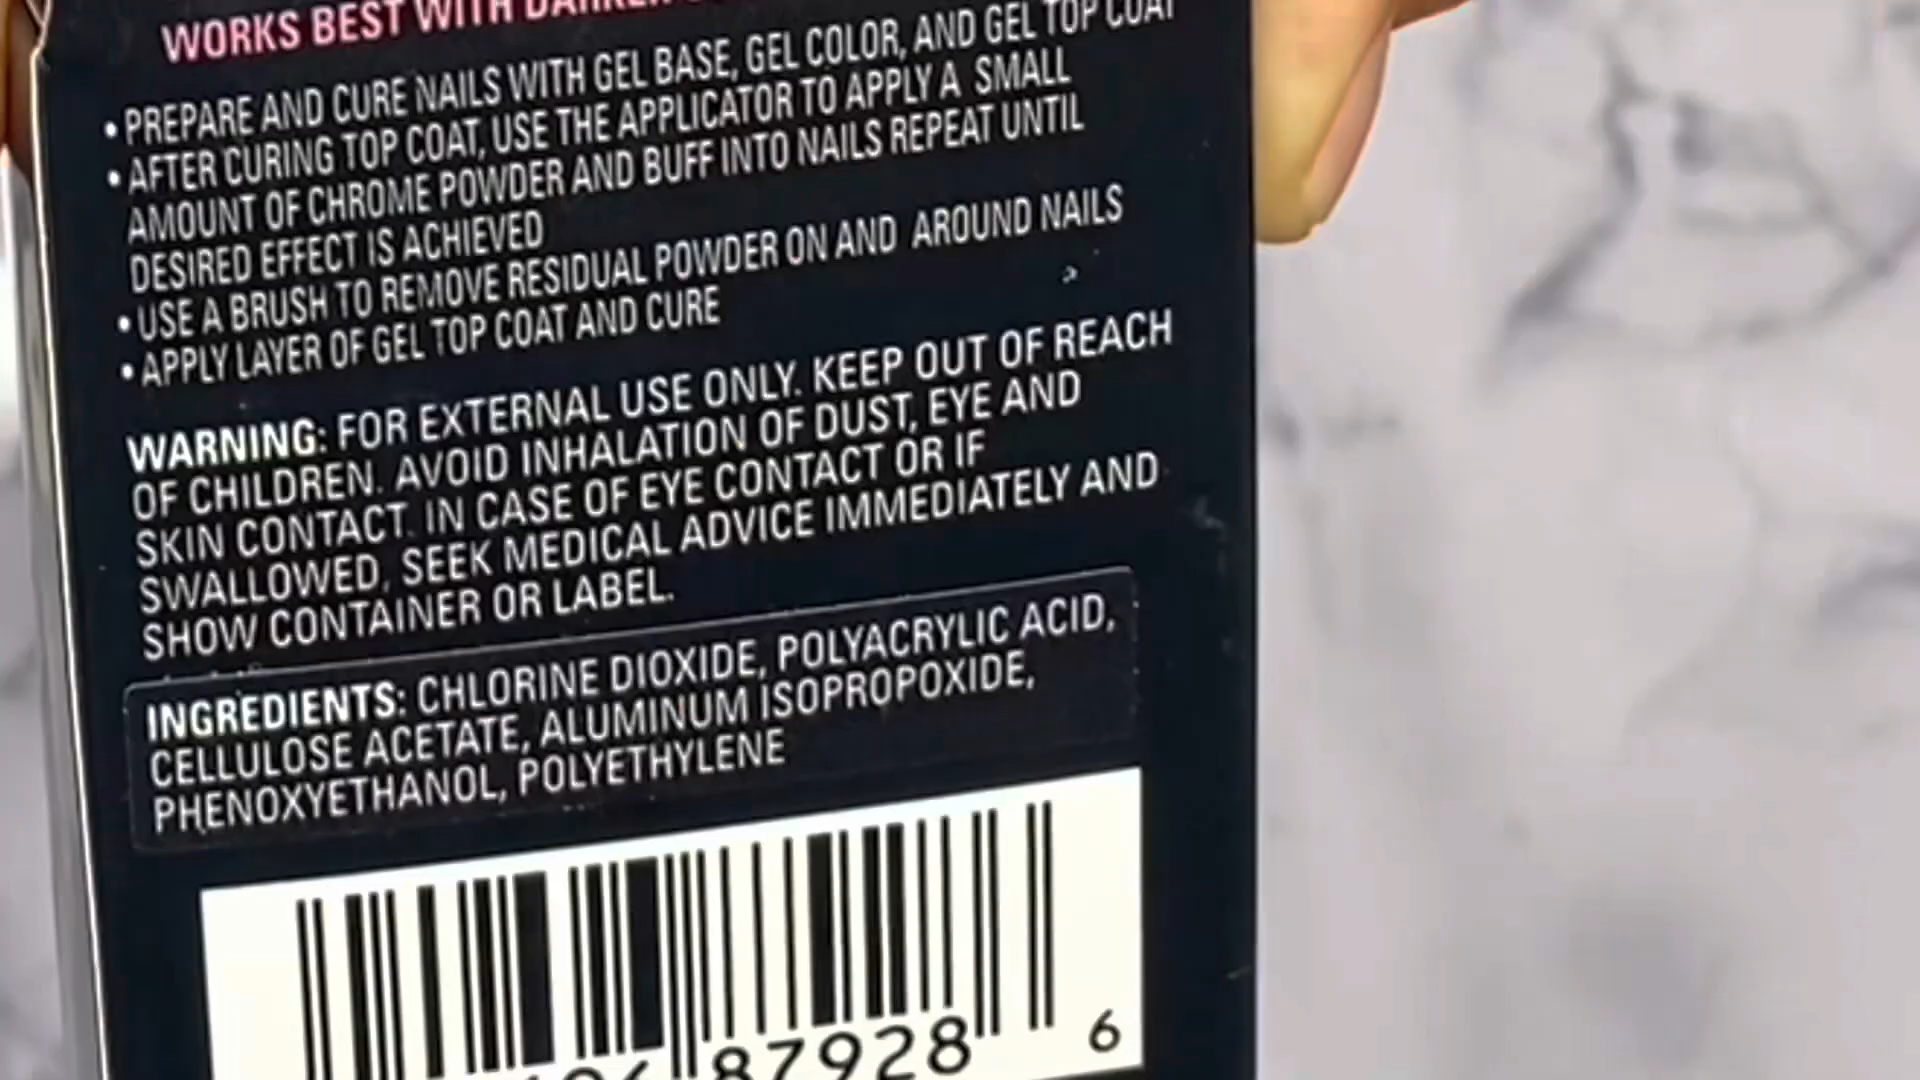 WORKS BEST WITH DARKER
• PREPARE AND CURE NAILS WITH GEL BASE, GEL COLOR, AND GEL TOP COAT
• AFTER CURING TOP COAT, USE THE APPLICATOR TO APPLY A SMALL
AMOUNT OF CHROME POWDER AND BUFF INTO NAILS REPEAT UNTIL
DESIRED EFFECT IS ACHIEVED
• USE A BRUSH TO REMOVE RESIDUAL POWDER ON AND AROUND NAILS
• APPLY LAYER OF GEL TOP COAT AND CURE
WARNING: FOR EXTERNAL USE ONLY. KEEP OUT OF REACH
OF CHILDREN. AVOID INHALATION OF DUST, EYE AND
SKIN CONTACT. IN CASE OF EYE CONTACT OR IF
SWALLOWED, SEEK MEDICAL ADVICE IMMEDIATELY AND
SHOW CONTAINER OR LABEL.
INGREDIENTS: CHLORINE DIOXIDE, POLYACRYLIC ACID,
CELLULOSE ACETATE, ALUMINUM ISOPROPOXIDE,
PHENOXYETHANOL, POLYETHYLENE
87928 6